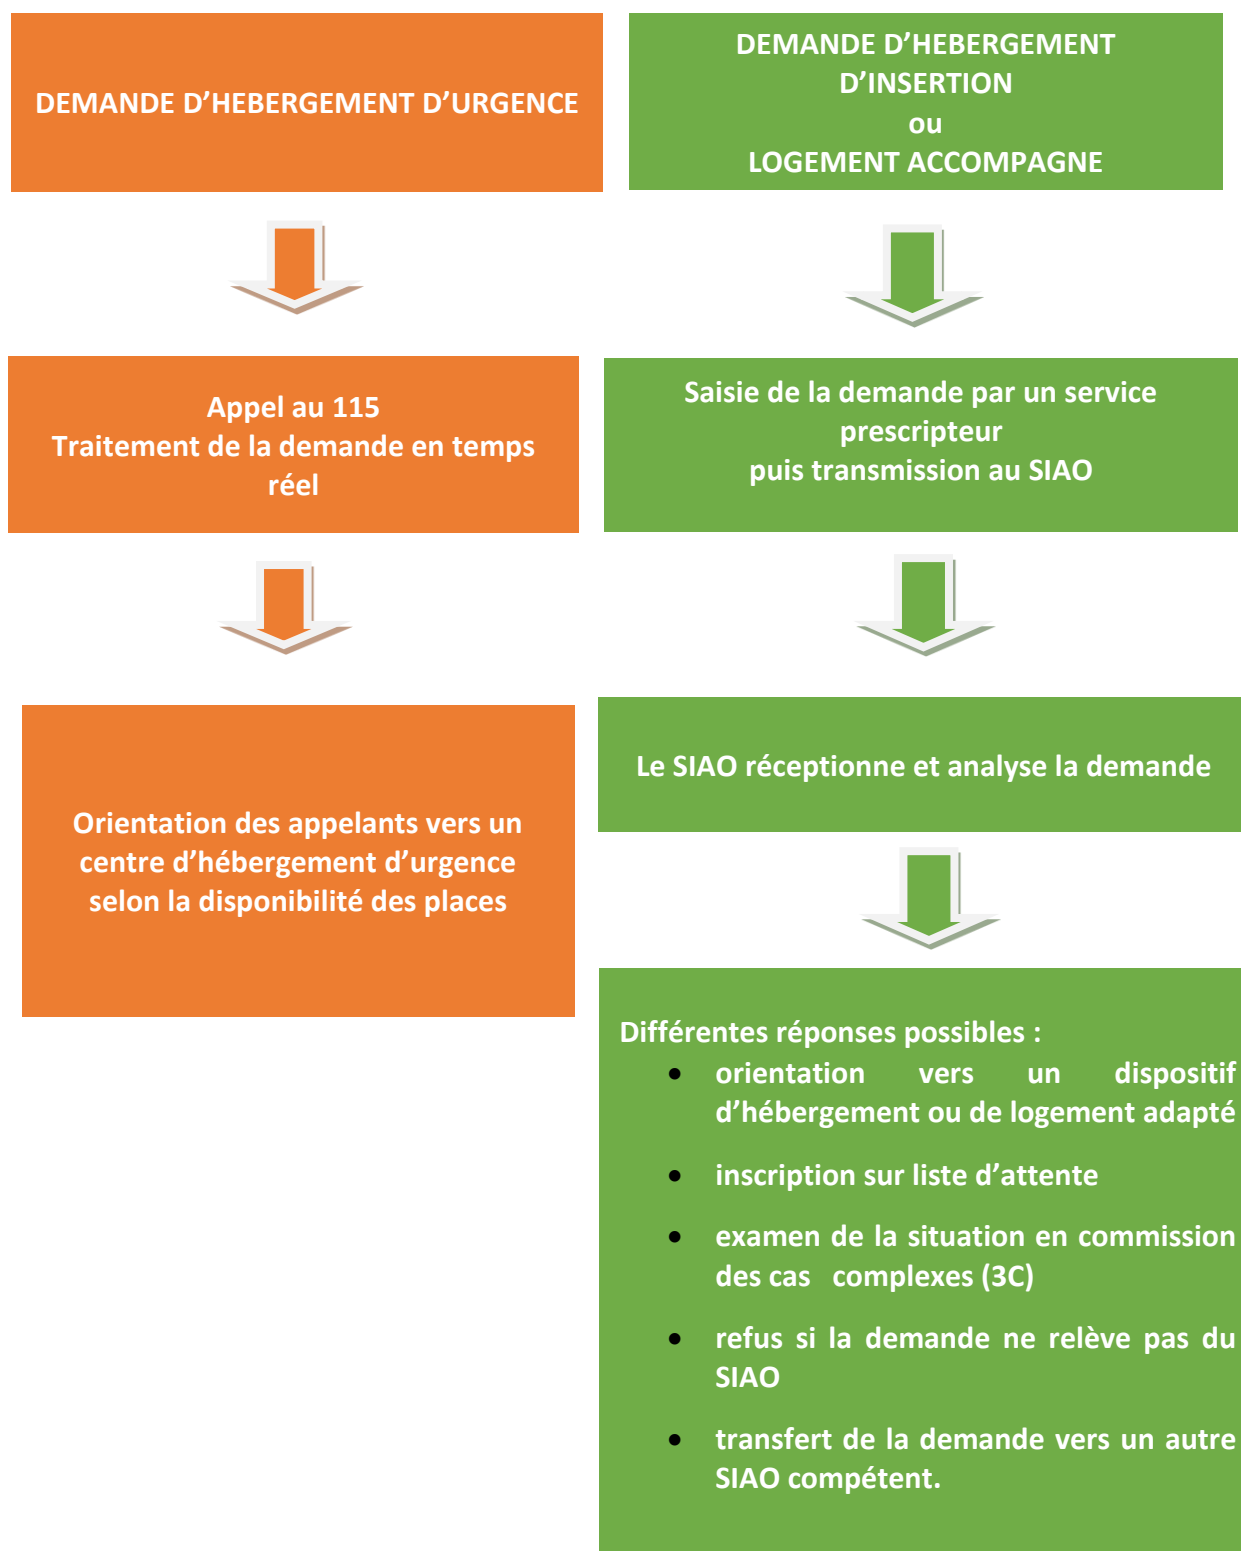 DEMANDE D’HEBERGEMENT D’URGENCE
DEMANDE D’HEBERGEMENT
D’INSERTION
ou
LOGEMENT ACCOMPAGNE
Appel au 115
Traitement de la demande en temps
réel
Saisie de la demande par un service
prescripteur
puis transmission au SIAO
Orientation des appelants vers un
centre d’hébergement d’urgence
selon la disponibilité des places
Le SIAO réceptionne et analyse la demande
Différentes réponses possibles :
• orientation vers un dispositif
d’hébergement ou de logement adapté
• inscription sur liste d’attente
• examen de la situation en commission
des cas complexes (3C)
• refus si la demande ne relève pas du
SIAO
• transfert de la demande vers un autre
SIAO compétent.